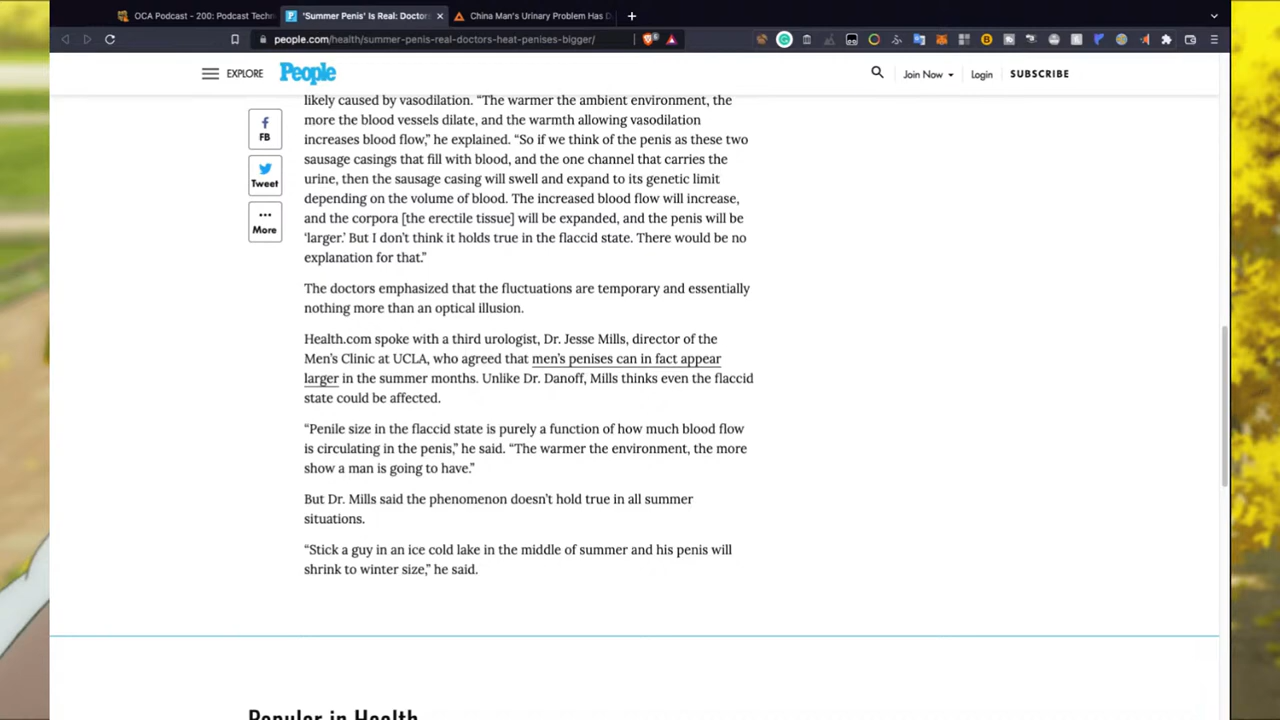 OCA Podcast - 200: Podcast Techn
'Summer Penis' Is Real: Doctor
China Man's Urinary Problem Has D
people.com/health/summer-penis-real-doctors-heat-penises-bigger/
EXPLORE
People
Join Now
Login
SUBSCRIBE
FB
Tweet
More
likely caused by vasodilation. “The warmer the ambient environment, the
more the blood vessels dilate, and the warmth allowing vasodilation
increases blood flow,” he explained. “So if we think of the penis as these two
sausage casings that fill with blood, and the one channel that carries the
urine, then the sausage casing will swell and expand to its genetic limit
depending on the volume of blood. The increased blood flow will increase,
and the corpora [the erectile tissue] will be expanded, and the penis will be
‘larger.’ But I don’t think it holds true in the flaccid state. There would be no
explanation for that.”
The doctors emphasized that the fluctuations are temporary and essentially
nothing more than an optical illusion.
Health.com spoke with a third urologist, Dr. Jesse Mills, director of the
Men’s Clinic at UCLA, who agreed that men’s penises can in fact appear
larger in the summer months. Unlike Dr. Danoff, Mills thinks even the flaccid
state could be affected.
“Penile size in the flaccid state is purely a function of how much blood flow
is circulating in the penis,” he said. “The warmer the environment, the more
show a man is going to have.”
But Dr. Mills said the phenomenon doesn’t hold true in all summer
situations.
“Stick a guy in an ice cold lake in the middle of summer and his penis will
shrink to winter size,” he said.
Popular in Health